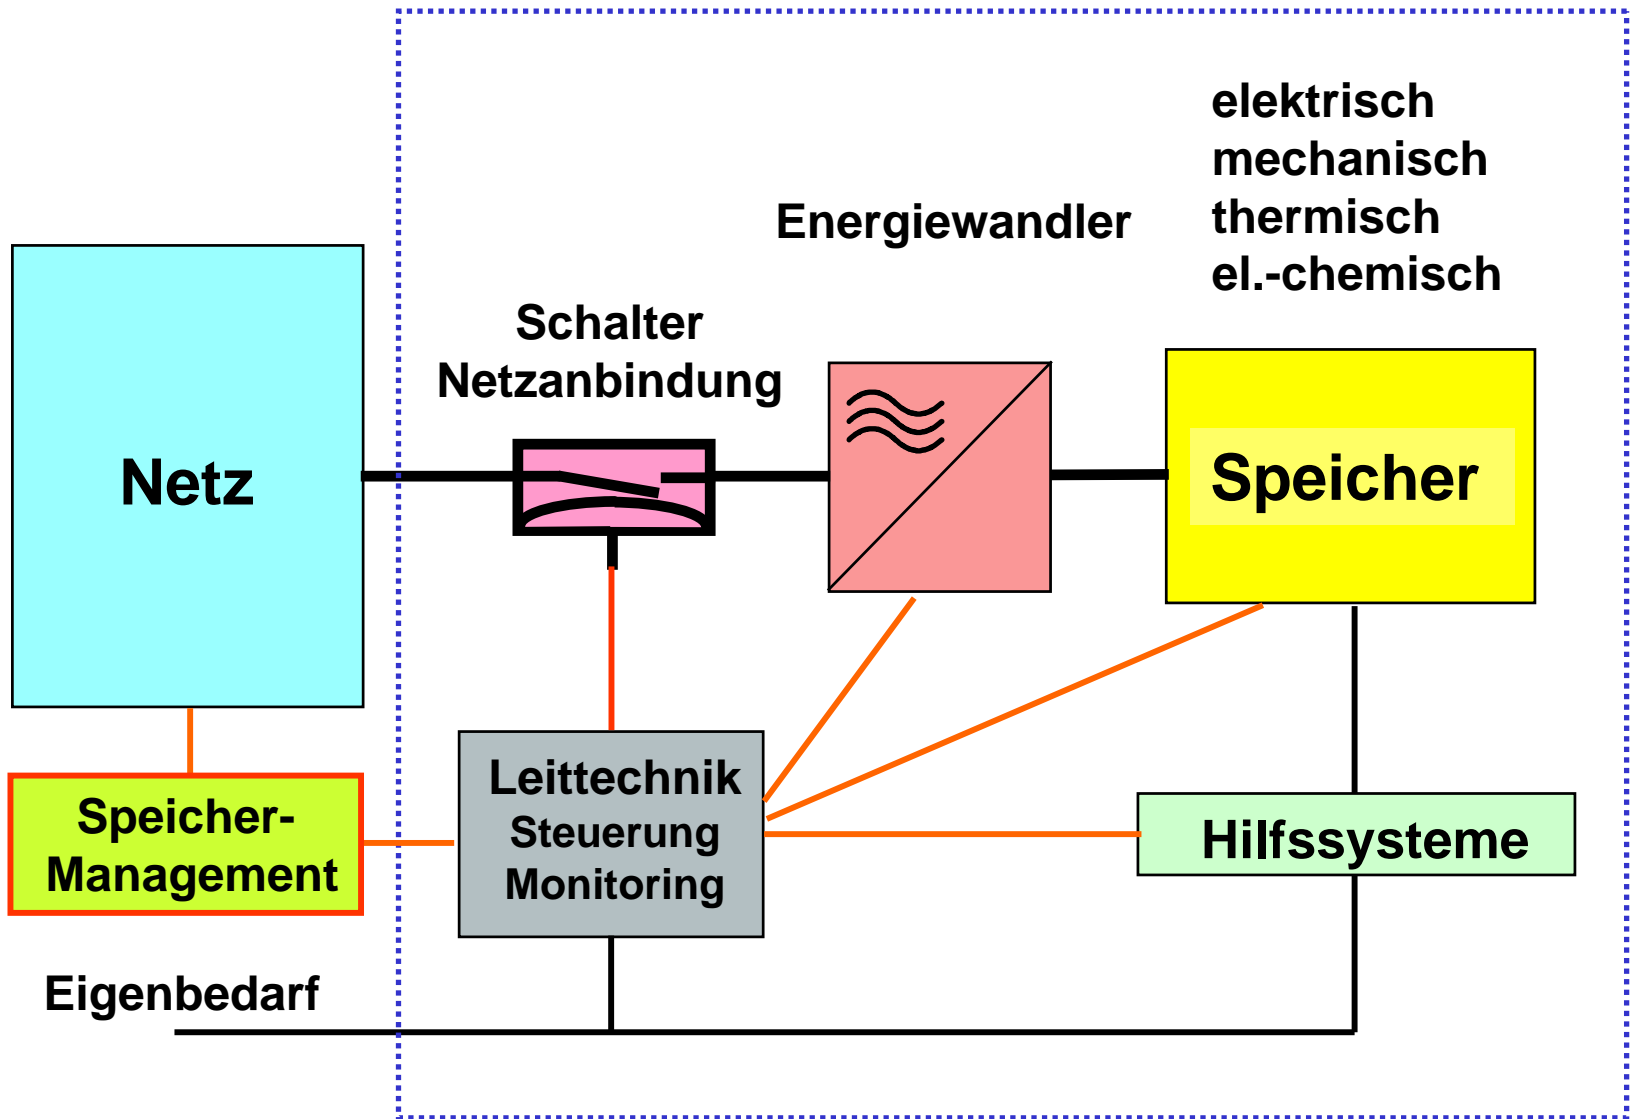 elektrisch
mechanisch
thermisch
el.-chemisch
Energiewandler
Schalter
Netzanbindung
Netz
Speicher
Leittechnik
Steuerung
Monitoring
Speicher-
Management
Hilfssysteme
Eigenbedarf